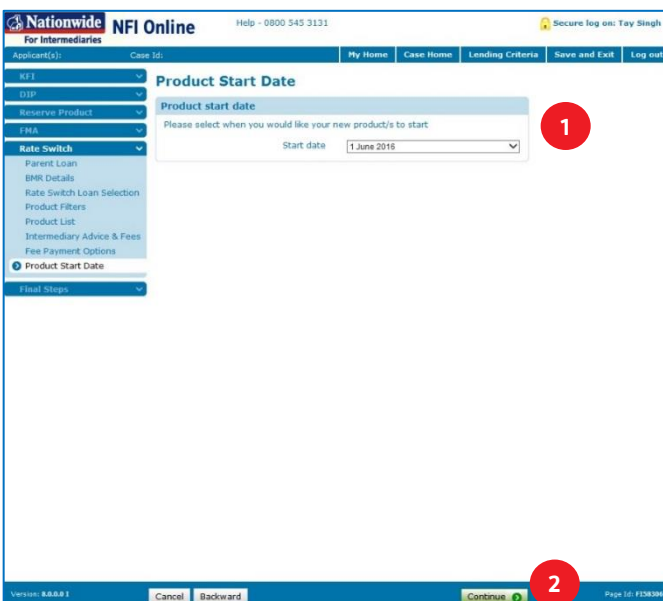 Nationwide
For Intermediaries
NFI Online
Help - 0800 545 3131
Secure log on: Tay Singh
Applicant(s):
Case Id:
My Home
Case Home
Lending Criteria
Save and Exit
Log out
KFI
DIP
Reserve Product
FMA
Rate Switch
Parent Loan
BMR Details
Rate Switch Loan Selection
Product Filters
Product List
Intermediary Advice & Fees
Fee Payment Options
Product Start Date
Final Steps
Product Start Date
Product start date
Please select when you would like your new product/s to start
Start date
1 June 2016
1
Version: 8.0.0.0 1
Cancel
Backward
Continue
2
Page Id: F158306